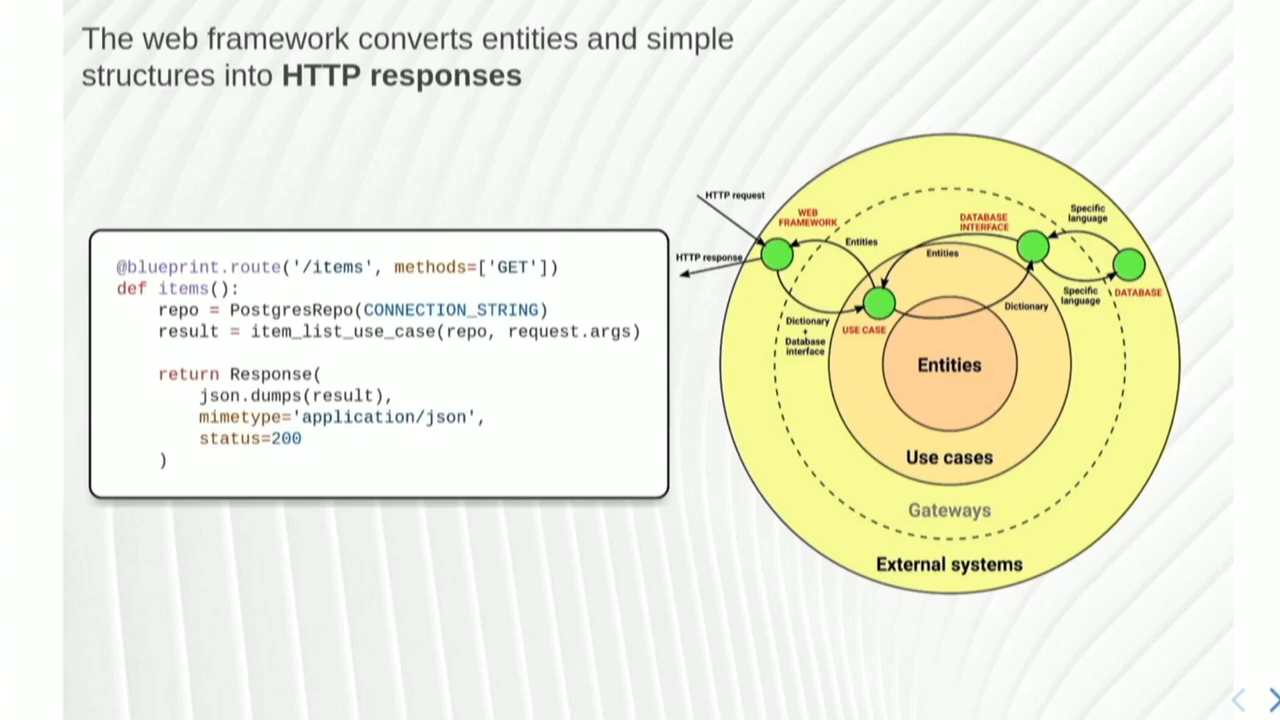 The web framework converts entities and simple
structures into HTTP responses
@blueprint.route('/items', methods=['GET'])
def items():
    repo = PostgresRepo(CONNECTION_STRING)
    result = item_list_use_case(repo, request.args)
    return Response(
        json.dumps(result),
        mimetype='application/json',
        status=200
    )
HTTP request
HTTP response
WEB
FRAMEWORK
Entities
Dictionary
+
Database
interface
USE CASE
DATABASE
INTERFACE
Entities
Dictionary
Specific
language
Specific
language
DATABASE
Entities
Use cases
Gateways
External systems